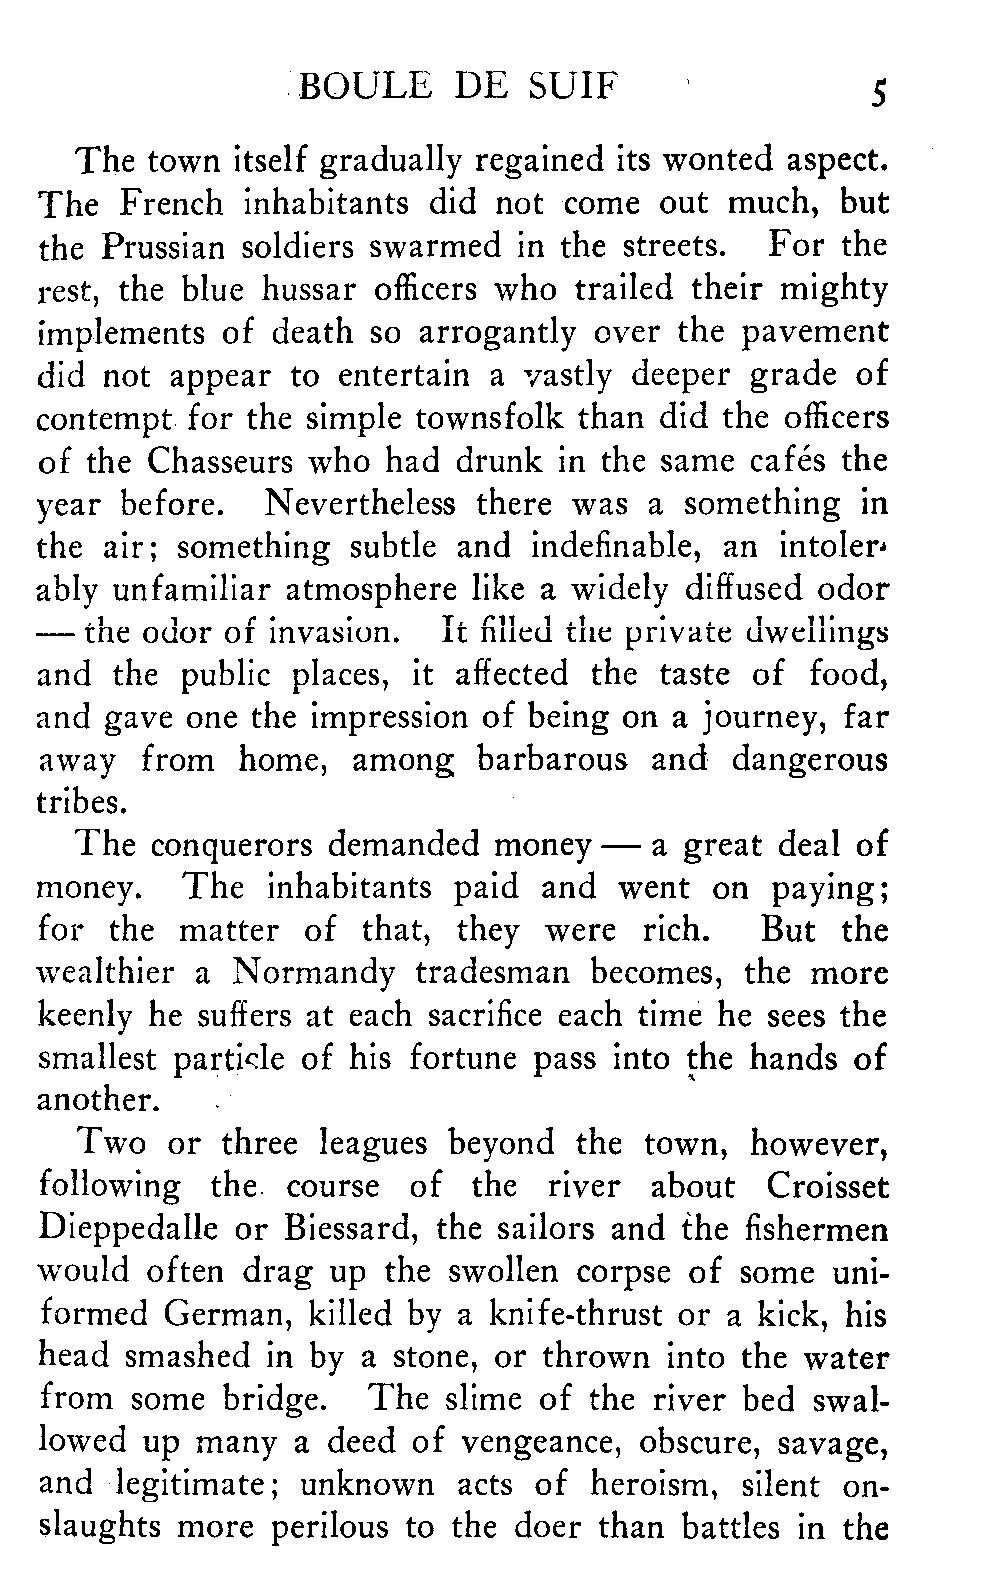 BOULE DE SUIF 5
The town itself gradually regained its wonted aspect.
The French inhabitants did not come out much, but
the Prussian soldiers swarmed in the streets. For the
rest, the blue hussar officers who trailed their mighty
implements of death so arrogantly over the pavement
did not appear to entertain a vastly deeper grade of
contempt for the simple townsfolk than did the officers
of the Chasseurs who had drunk in the same cafés the
year before. Nevertheless there was a something in
the air; something subtle and indefinable, an intoler-
ably unfamiliar atmosphere like a widely diffused odor
— the odor of invasion. It filled the private dwellings
and the public places, it affected the taste of food,
and gave one the impression of being on a journey, far
away from home, among barbarous and dangerous
tribes.
The conquerors demanded money — a great deal of
money. The inhabitants paid and went on paying;
for the matter of that, they were rich. But the
wealthier a Normandy tradesman becomes, the more
keenly he suffers at each sacrifice each time he sees the
smallest particle of his fortune pass into the hands of
another.
Two or three leagues beyond the town, however,
following the course of the river about Croisset
Dieppedalle or Biessard, the sailors and the fishermen
would often drag up the swollen corpse of some uni-
formed German, killed by a knife-thrust or a kick, his
head smashed in by a stone, or thrown into the water
from some bridge. The slime of the river bed swal-
lowed up many a deed of vengeance, obscure, savage,
and legitimate; unknown acts of heroism, silent on-
slaughts more perilous to the doer than battles in the